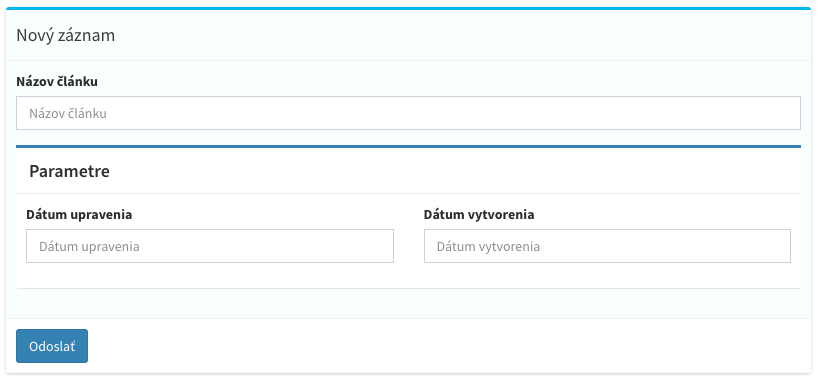 Nový záznam
Názov článku
Názov článku
Parametre
Dátum upravenia
Dátum vytvorenia
Dátum upravenia
Dátum vytvorenia
Odoslať